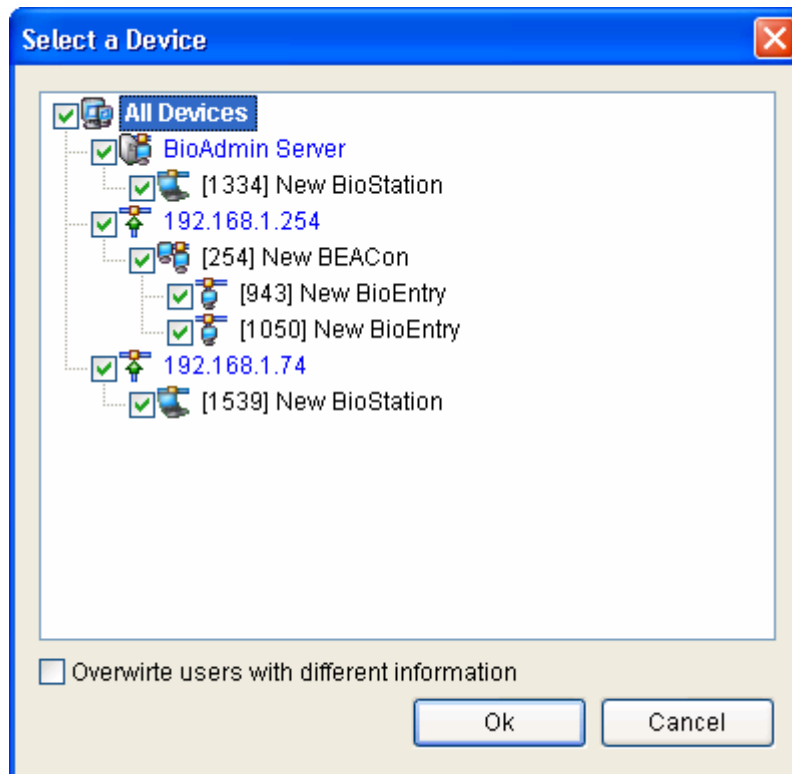 Select a Device
All Devices
BioAdmin Server
[1334] New BioStation
192.168.1.254
[254] New BEACon
[943] New BioEntry
[1050] New BioEntry
192.168.1.74
[1539] New BioStation
Overwirte users with different information
Ok Cancel